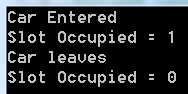 Car Entered
Slot Occupied = 1
Car leaves
Slot Occupied = 0